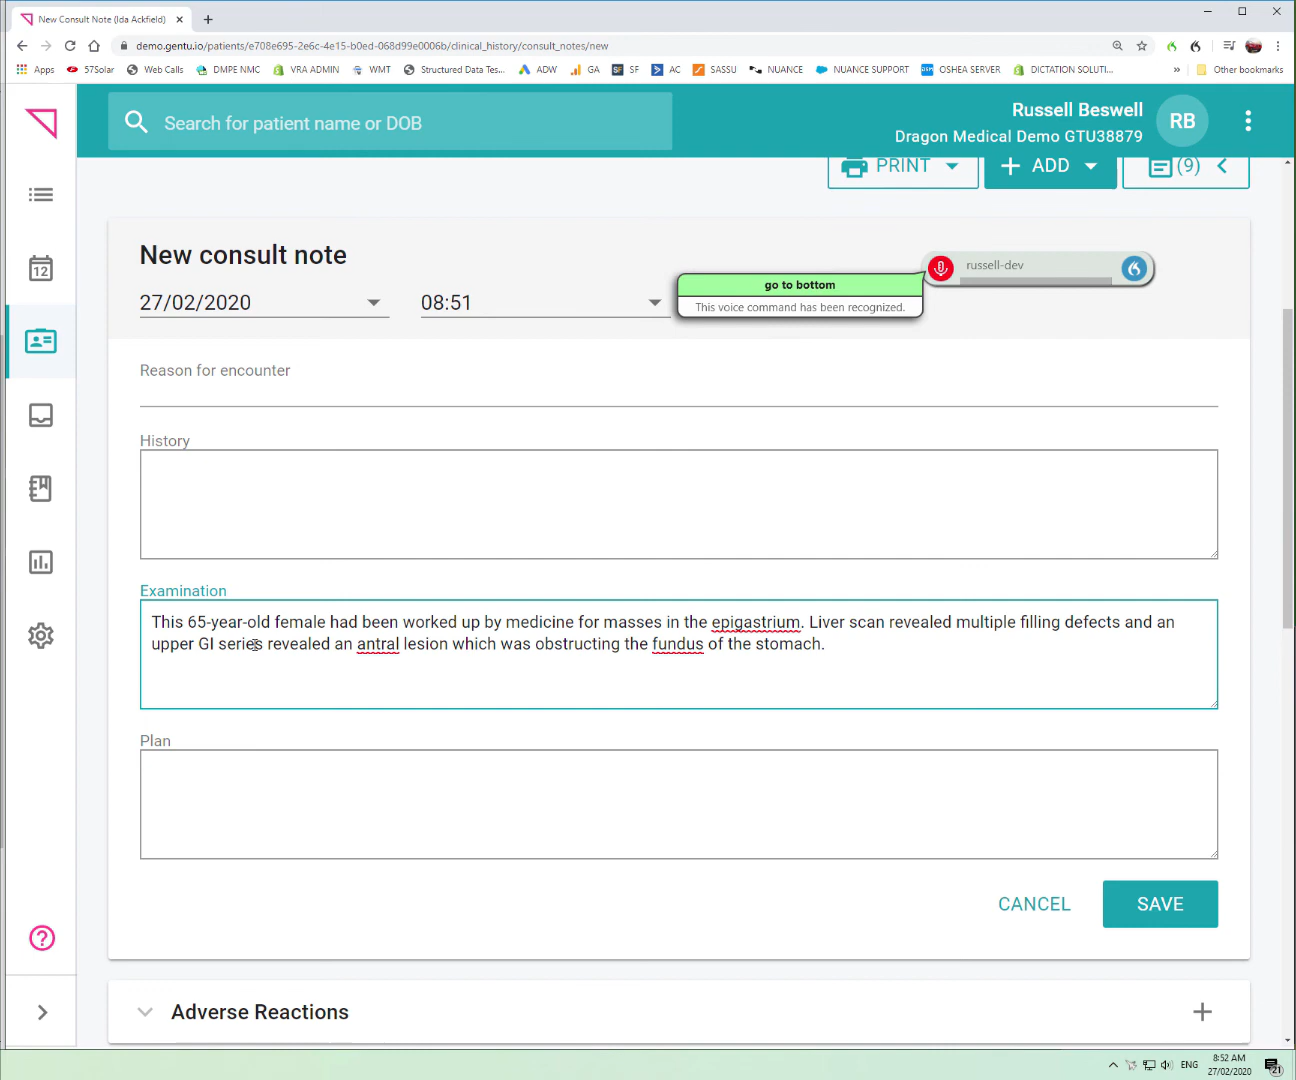 New Consult Note (Ida Ackfield)
demo.gentu.io/patients/e708e695-2e6c-4e15-b0ed-068d99e0006b/clinical_history/consult_notes/new
Apps 57Solar Web Calls DMPE NMC VRA ADMIN WMT Structured Data Tes... ADW GA SF AC SASSU NUANCE NUANCE SUPPORT OSHEA SERVER DICTATION SOLUTI... » Other bookmarks
Search for patient name or DOB
Russell Beswell
Dragon Medical Demo GTU38879
RB
PRINT
ADD
(9)
12
New consult note
27/02/2020
08:51
go to bottom
This voice command has been recognized.
russell-dev
Reason for encounter
History
Examination
This 65-year-old female had been worked up by medicine for masses in the epigastrium. Liver scan revealed multiple filling defects and an
upper GI series revealed an antral lesion which was obstructing the fundus of the stomach.
Plan
CANCEL
SAVE
Adverse Reactions
ENG
8:52 AM
27/02/2020
21